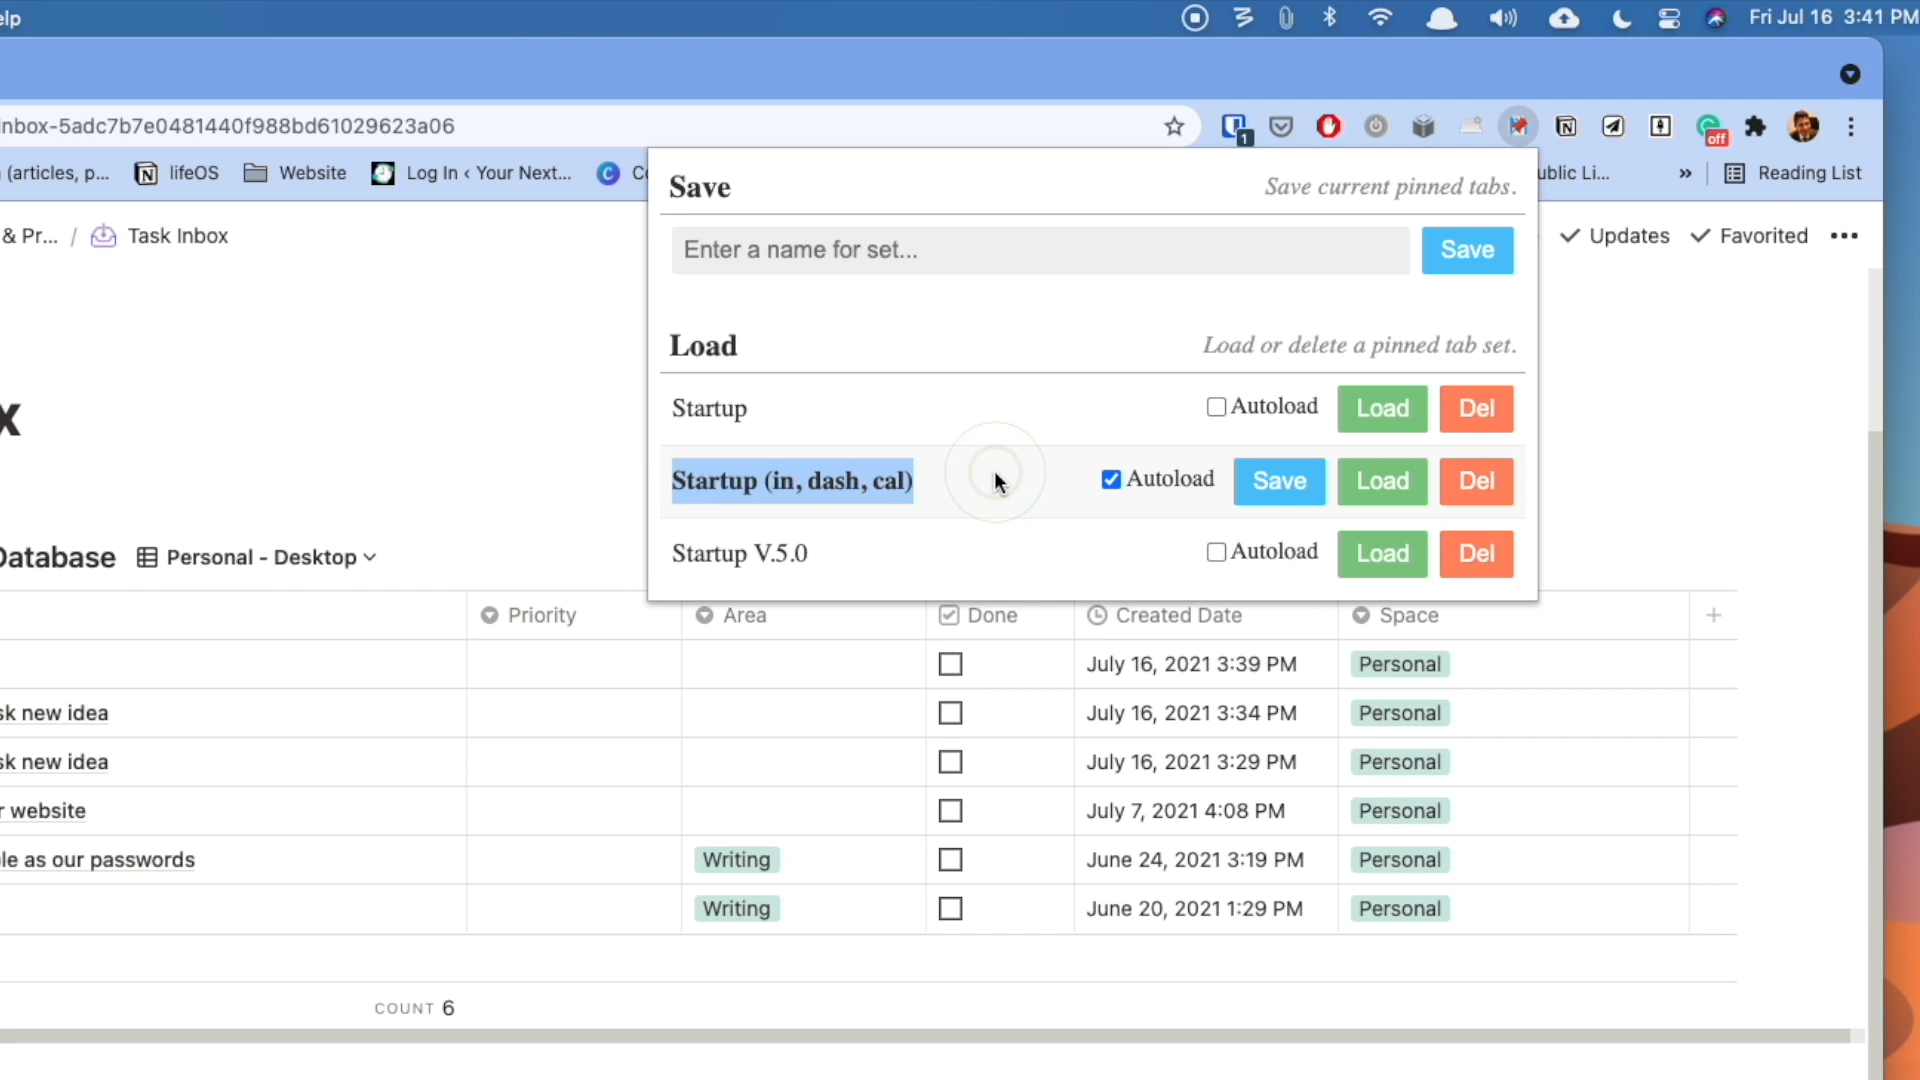 elp
Fri Jul 16 3:41 PM
nbox-5adc7b7e0481440f988bd61029623a06
1
off
(articles, p...
lifeOS
Website
Log In ‹ Your Next...
C
ublic Li...
»
Reading List
& Pr... / Task Inbox
Updates
Favorited
Save
Save current pinned tabs.
Enter a name for set...
Save
Load
Load or delete a pinned tab set.
Startup
Autoload
Load
Del
Startup (in, dash, cal)
Autoload
Save
Load
Del
Startup V.5.0
Autoload
Load
Del
x
Database
Personal - Desktop
Priority
Area
Done
Created Date
Space
+
July 16, 2021 3:39 PM
Personal
sk new idea
July 16, 2021 3:34 PM
Personal
sk new idea
July 16, 2021 3:29 PM
Personal
r website
July 7, 2021 4:08 PM
Personal
le as our passwords
Writing
June 24, 2021 3:19 PM
Personal
Writing
June 20, 2021 1:29 PM
Personal
COUNT 6